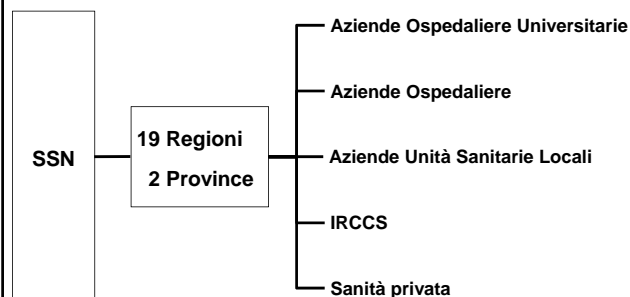 SSN
19 Regioni
2 Province
Aziende Ospedaliere Universitarie
Aziende Ospedaliere
Aziende Unità Sanitarie Locali
IRCCS
Sanità privata